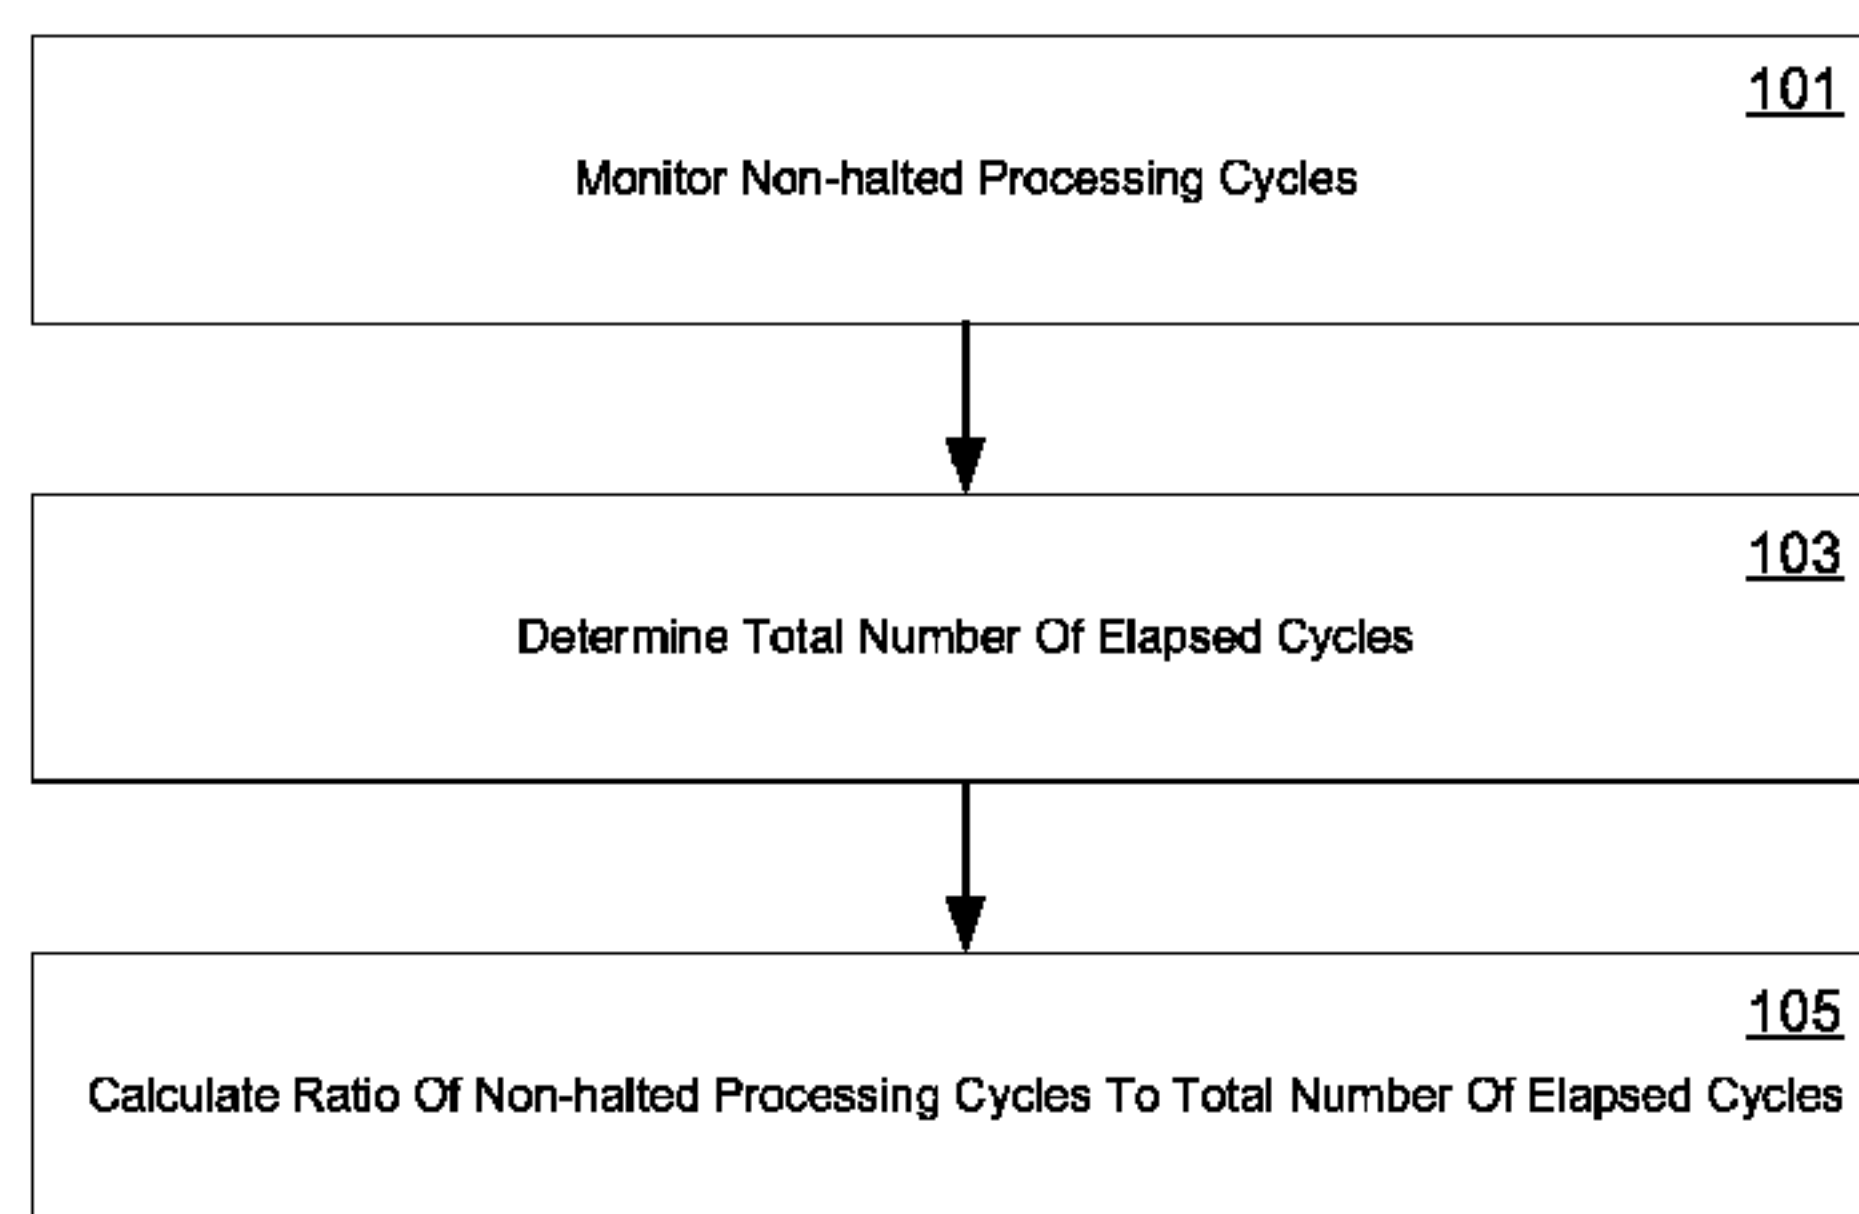 101
Monitor Non-halted Processing Cycles
103
Determine Total Number Of Elapsed Cycles
105
Calculate Ratio Of Non-halted Processing Cycles To Total Number Of Elapsed Cycles